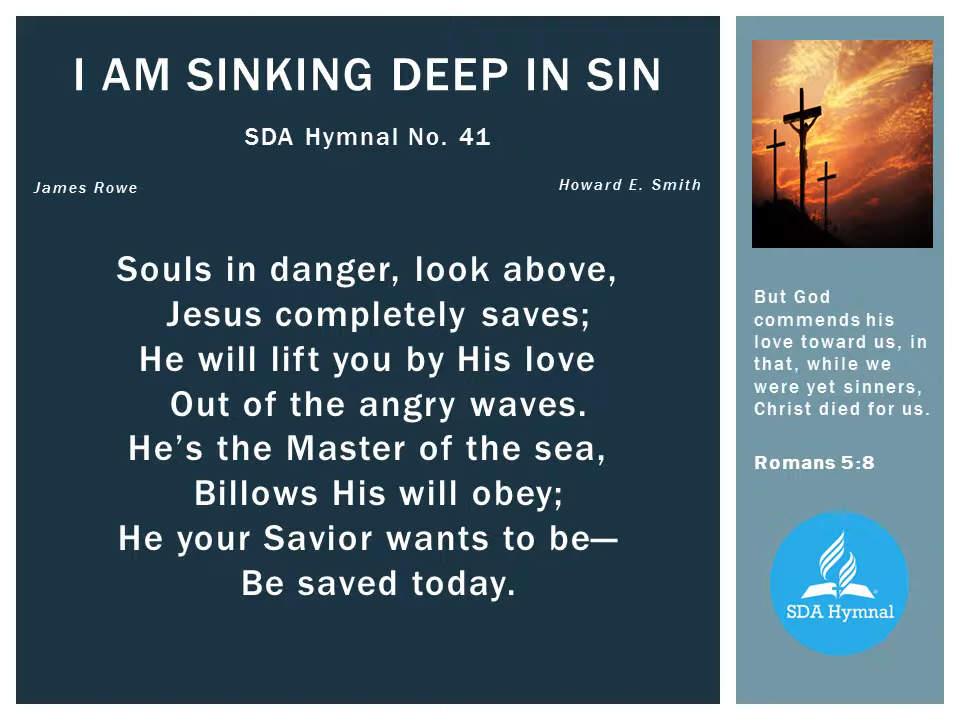 I AM SINKING DEEP IN SIN
SDA Hymnal No. 41
James Rowe
Howard E. Smith
Souls in danger, look above,
Jesus completely saves;
He will lift you by His love
Out of the angry waves.
He’s the Master of the sea,
Billows His will obey;
He your Savior wants to be—
Be saved today.
But God
commends his
love toward us, in
that, while we
were yet sinners,
Christ died for us.
Romans 5:8
SDA Hymnal